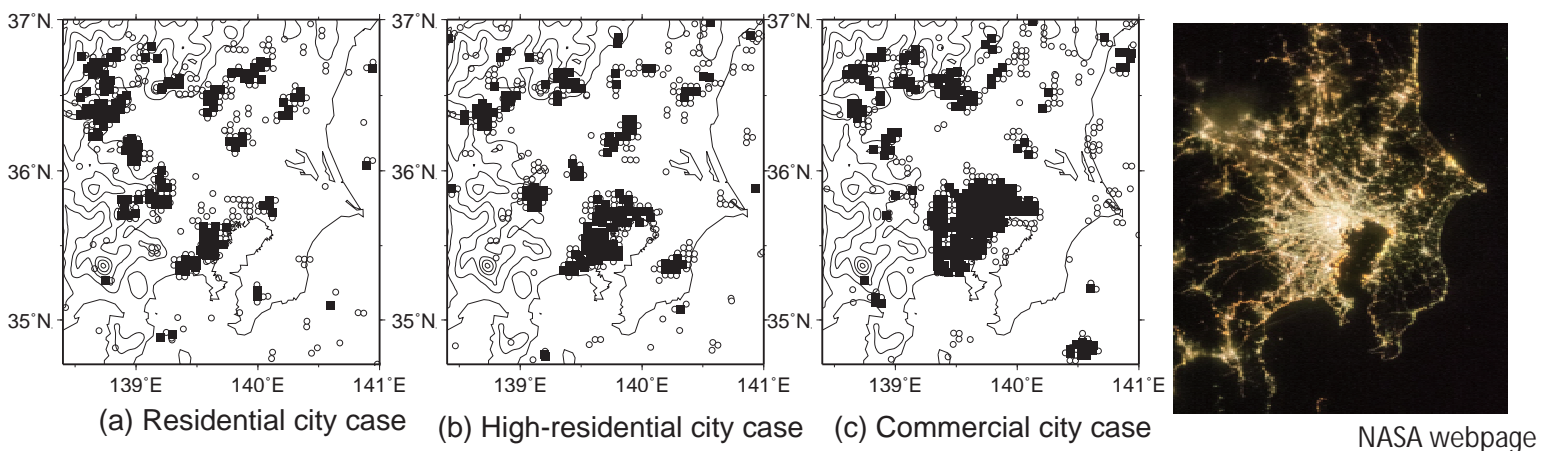 37˚N
36˚N
35˚N
139˚E
140˚E
141˚E
(a) Residential city case
37˚N
36˚N
35˚N
139˚E
140˚E
141˚E
(b) High-residential city case
37˚N
36˚N
35˚N
139˚E
140˚E
141˚E
(c) Commercial city case
NASA webpage